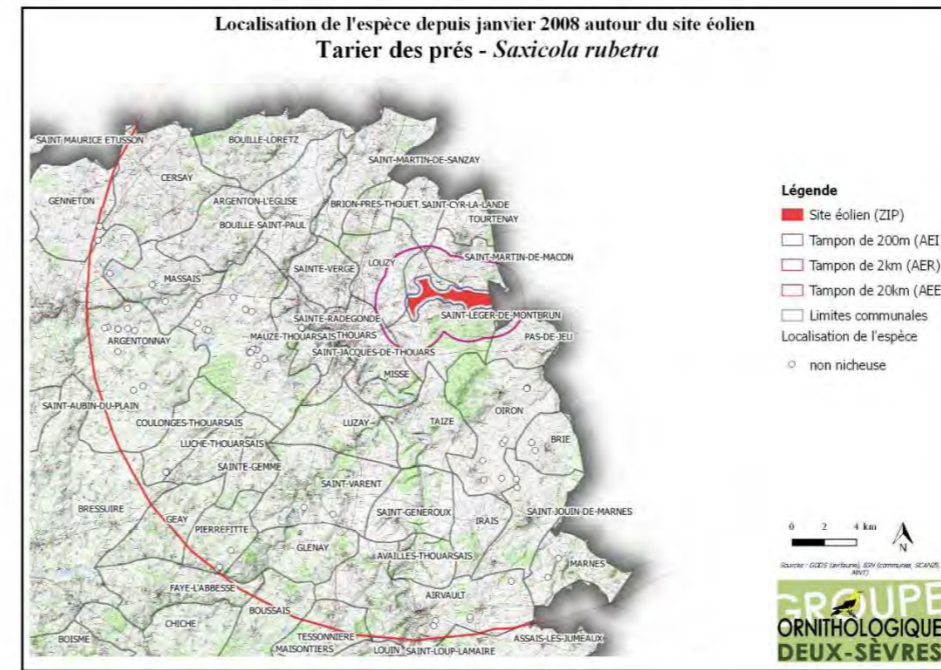 Localisation de l'espèce depuis janvier 2008 autour du site éolien
Tarier des prés - Saxicola rubetra
SAINT-MAURICE ETUSSON
BOUILLE-LORETZ
SAINT-MARTIN-DE-SANZAY
CERSAY
GENNETON
ARGENTON-L'EGLISE
BRION-PRES-THOUET
SAINT-CYR-LA-LANDE
TOURTENAY
BOUILLE-SAINT-PAUL
SAINT-MARTIN-DE-MACON
LOUZY
SAINTE-VERGE
MASSAIS
SAINTE-RADEGONDE
SAINT-LEGER-DE-MONTBRUN
MAUZE-THOUARSAIS
THOUARS
PAS-DE-JEU
ARGENTONNAY
SAINT-JACQUES-DE-THOUARS
MISSE
SAINT-AUBIN-DU-PLAIN
OIRON
COULONGES-THOUARSAIS
LUZAY
TAIZE
BRIE
LUCHE-THOUARSAIS
SAINTE-GEMME
SAINT-VARENT
BRESSUIRE
GEAY
SAINT-GENEROUX
IRAIS
SAINT-JOUIN-DE-MARNES
PIERREFITTE
GLENAY
AVAILLES-THOUARSAIS
MARNES
FAYE-L'ABBESSE
AIRVAULT
BOUSSAIS
CHICHE
BOISME
TESSONNIERE
ASSAIS-LES-JUMEAUX
MAISONTIERS
LOUIN
SAINT-LOUP-LAMAIRE
Légende
Site éolien (ZIP)
Tampon de 200m (AEI
Tampon de 2km (AER)
Tampon de 20km (AEE
Limites communales
Localisation de l'espèce
non nicheuse
0 2 4 km
N
GROUPE
ORNITHOLOGIQUE
DEUX-SÈVRES